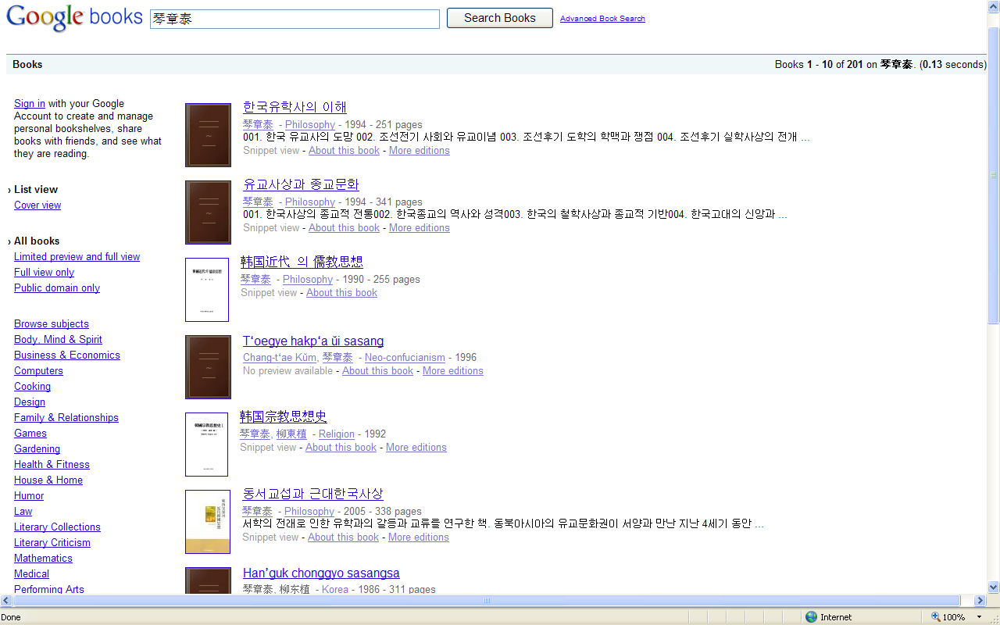 Google books 琴章泰 Search Books Advanced Book Search
Books Books 1 - 10 of 201 on 琴章泰. (0.13 seconds)
Sign in with your Google
Account to create and manage
personal bookshelves, share
books with friends, and see what
they are reading.
› List view
Cover view
› All books
Limited preview and full view
Full view only
Public domain only
Browse subjects
Body, Mind & Spirit
Business & Economics
Computers
Cooking
Design
Family & Relationships
Games
Gardening
Health & Fitness
House & Home
Humor
Law
Literary Collections
Literary Criticism
Mathematics
Medical
Performing Arts
한국유학사의 이해
琴章泰 - Philosophy - 1994 - 251 pages
001. 한국 유교사의 도망 002. 조선전기 사회와 유교이념 003. 조선후기 도학의 학맥과 쟁점 004. 조선후기 실학사상의 전개 ...
Snippet view - About this book - More editions
유교사상과 종교문화
琴章泰 - Philosophy - 1994 - 341 pages
001. 한국사상의 종교적 전통002. 한국종교의 역사와 성격003. 한국의 철학사상과 종교적 기반004. 한국고대의 신앙과 ...
Snippet view - About this book - More editions
韩国近代 의 儒教思想
琴章泰 - Philosophy - 1990 - 255 pages
Snippet view - About this book
T‘oegye hakp‘a ŭi sasang
Chang-t‘ae Kŭm, 琴章泰 - Neo-confucianism - 1996
No preview available - About this book - More editions
韩国宗教思想史
琴章泰, 柳東植 - Religion - 1992
Snippet view - About this book - More editions
동서교섭과 근대한국사상
琴章泰 - Philosophy - 2005 - 338 pages
서학의 전래로 인한 유학과의 갈등과 교류를 연구한 책. 동북아시아의 유교문화권이 서양과 만난 지난 4세기 동안 ...
Snippet view - About this book - More editions
Han’guk chonggyo sasangsa
琴章泰, 柳东植 - Korea - 1986 - 311 pages
Done Internet 100%